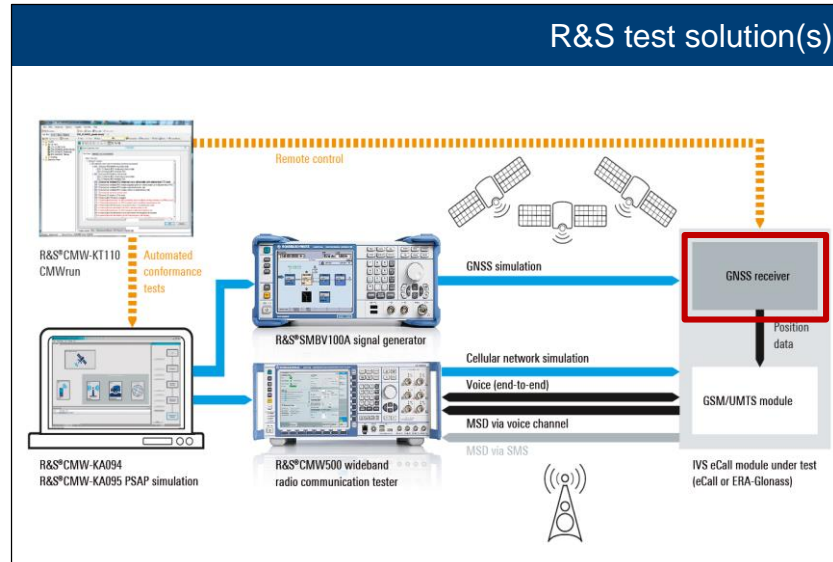 R&S test solution(s)
Remote control
R&S®CMW-KT110
CMWrun
Automated
conformance
tests
GNSS simulation
GNSS receiver
R&S®SMBV100A signal generator
Position
data
Cellular network simulation
Voice (end-to-end)
GSM/UMTS module
MSD via voice channel
MSD via SMS
R&S®CMW-KA094
R&S®CMW-KA095 PSAP simulation
R&S®CMW500 wideband
radio communication tester
IVS eCall module under test
(eCall or ERA-Glonass)